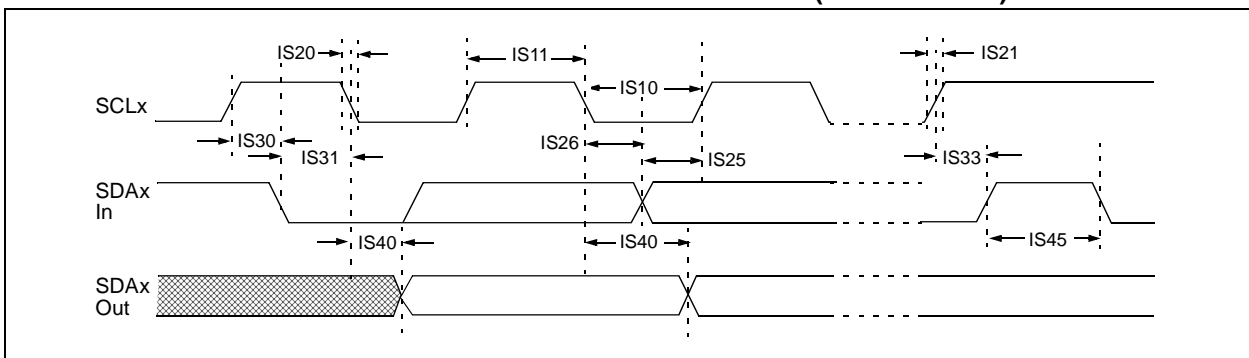 IS20
IS11
IS21
IS10
SCLx
IS30
IS26
IS31
IS25
IS33
SDAx
In
IS40
IS40
IS45
SDAx
Out